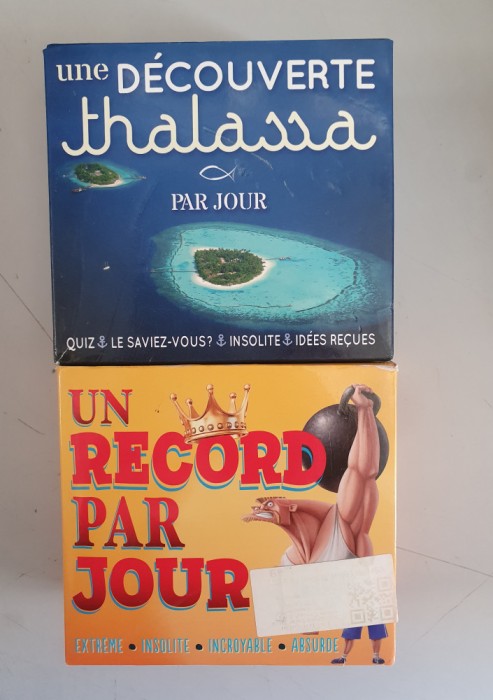 une DÉCOUVERTE
thalassa
PAR JOUR
QUIZ LE SAVIEZ-VOUS? INSOLITE IDÉES REÇUES
UN
RECORD
PAR
JOUR
EXTRÊME • INSOLITE • INCROYABLE • ABSURDE